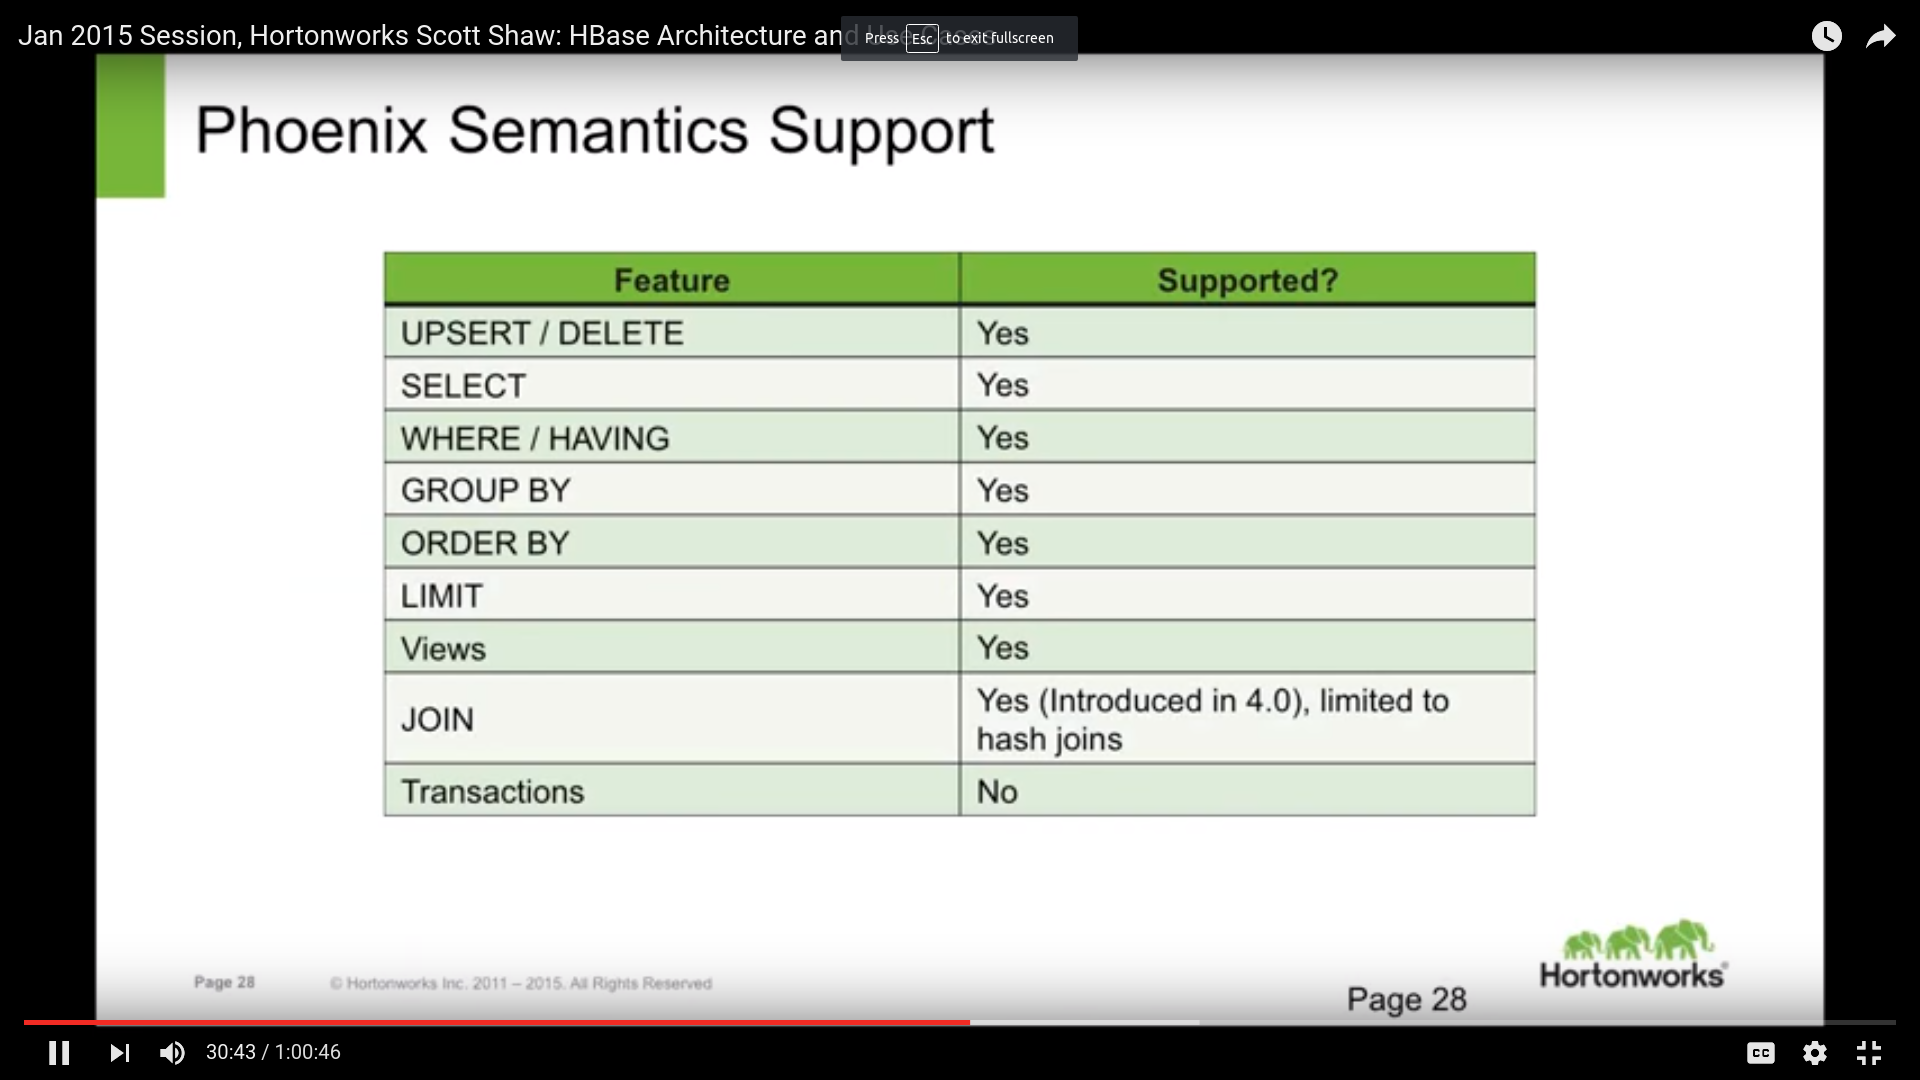 Jan 2015 Session, Hortonworks Scott Shaw: HBase Architecture and
Press Esc to exit fullscreen
Phoenix Semantics Support
Feature Supported?
UPSERT / DELETE Yes
SELECT Yes
WHERE / HAVING Yes
GROUP BY Yes
ORDER BY Yes
LIMIT Yes
Views Yes
JOIN Yes (Introduced in 4.0), limited to
hash joins
Transactions No
Page 28 © Hortonworks Inc. 2011 – 2015. All Rights Reserved
Page 28
Hortonworks®
30:43 / 1:00:46
CC